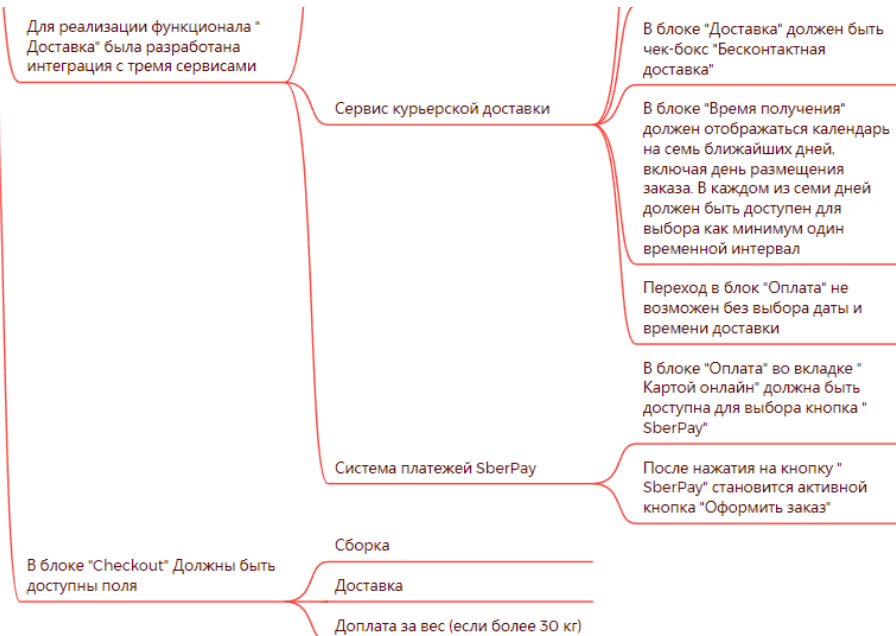 Для реализации функционала "
Доставка" была разработана
интеграция с тремя сервисами
Сервис курьерской доставки
В блоке "Доставка" должен быть
чек-бокс "Бесконтактная
доставка"
В блоке "Время получения"
должен отображаться календарь
на семь ближайших дней,
включая день размещения
заказа. В каждом из семи дней
должен быть доступен для
выбора как минимум один
временной интервал
Переход в блок "Оплата" не
возможен без выбора даты и
времени доставки
Система платежей SberPay
В блоке "Оплата" во вкладке "
Картой онлайн" должна быть
доступна для выбора кнопка "
SberPay"
После нажатия на кнопку "
SberPay" становится активной
кнопка "Оформить заказ"
В блоке "Checkout" Должны быть
доступны поля
Сборка
Доставка
Доплата за вес (если более 30 кг)